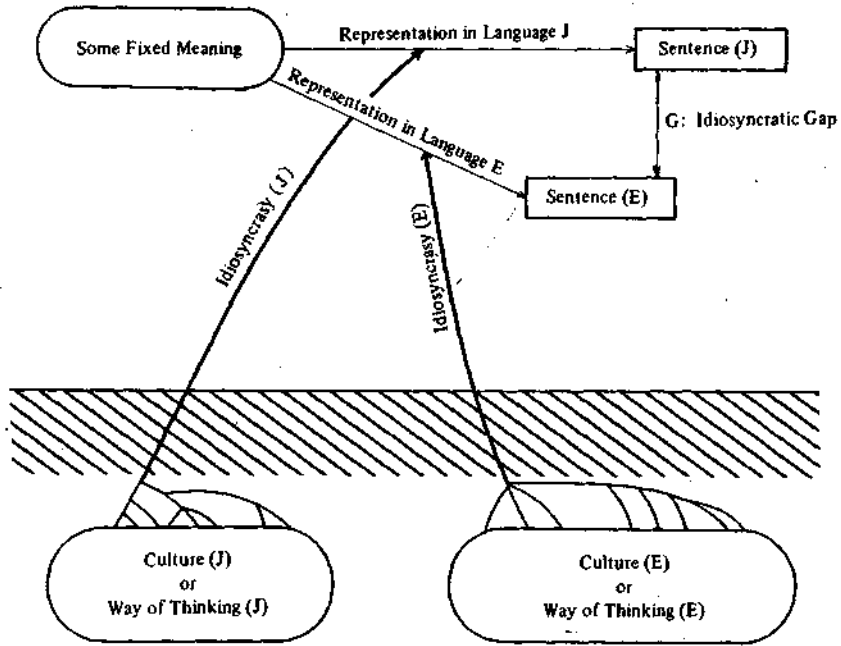 Some Fixed Meaning
Representation in Language J
Sentence (J)
Representation in Language E
G: Idiosyncratic Gap
Sentence (E)
Idiosyncrasy (J)
Idiosyncrasy (E)
Culture (J)
or
Way of Thinking (J)
Culture (E)
or
Way of Thinking (E)